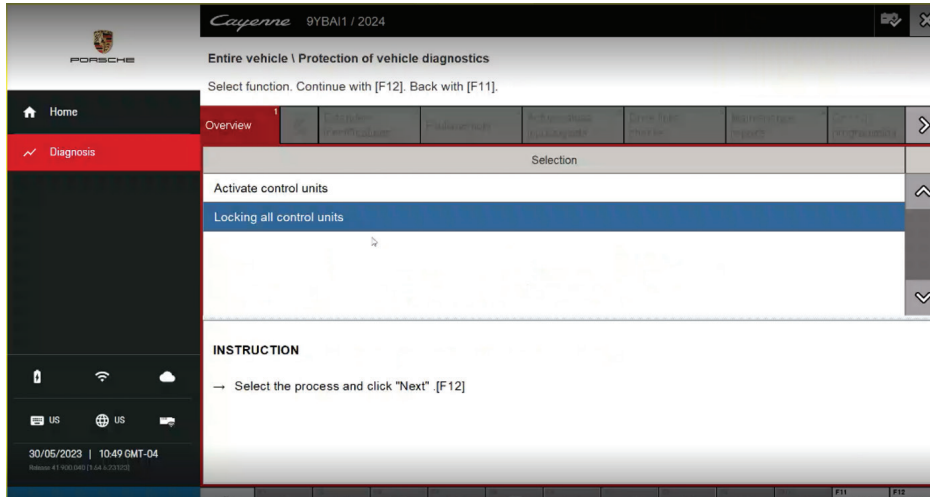 Cayenne 9YBAI1 / 2024
PORSCHE
Entire vehicle \ Protection of vehicle diagnostics
Select function. Continue with [F12]. Back with [F11].
Home
Overview 1
Diagnosis
Selection
Activate control units
Locking all control units
INSTRUCTION
→ Select the process and click "Next" .[F12]
US US
30/05/2023 | 10:49 GMT-04
F11 F12